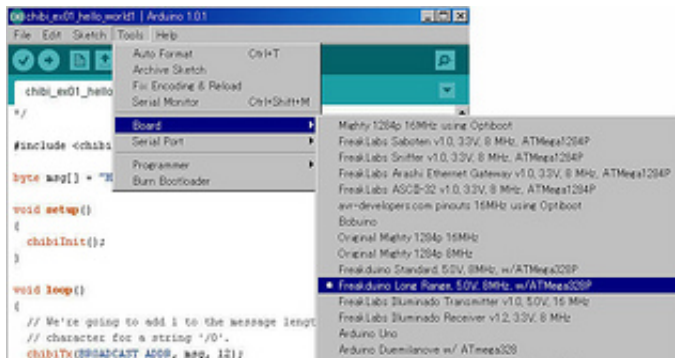 chibi_ex01_hello_world1 | Arduino 1.0.1
File Edit Sketch Tools Help
chibi_ex01_hello
Auto Format Ctrl+T
Archive Sketch
Fix Encoding & Reload
Serial Monitor Ctrl+Shift+M
Board
Serial Port
Programmer
Burn Bootloader
*/
#include <chibi
byte msg[] = "H
void setup()
{
chibiInit();
}
void loop()
{
// We're going to add 1 to the message lengt
// character for a string '/0'.
chibiTx(BROADCAST_ADDR, msg, 12);
Mighty 1284p 16MHz using Optiboot
FreakLabs Saboten v1.0, 3.3V, 8 MHz, ATMega1284P
FreakLabs Sniffer v1.0, 3.3V, 8 MHz, ATMega1284P
FreakLabs Arashi Ethernet Gateway v1.0, 3.3V, 8 MHz, ATMega1284P
FreakLabs ASCB-32 v1.0, 3.3V, 8 MHz, ATMega1284P
avr-developers.com pinouts 16MHz using Optiboot
Bobuino
Original Mighty 1284p 16MHz
Original Mighty 1284p 8MHz
Freakduino Standard, 5.0V, 8MHz, w/ATMega328P
Freakduino Long Range, 5.0V, 8MHz, w/ATMega328P
FreakLabs Illuminado Transmitter v1.0, 5.0V, 16 MHz
FreakLabs Illuminado Receiver v1.2, 3.3V, 8 MHz
Arduino Uno
Arduino Duemilanove w/ ATmega328